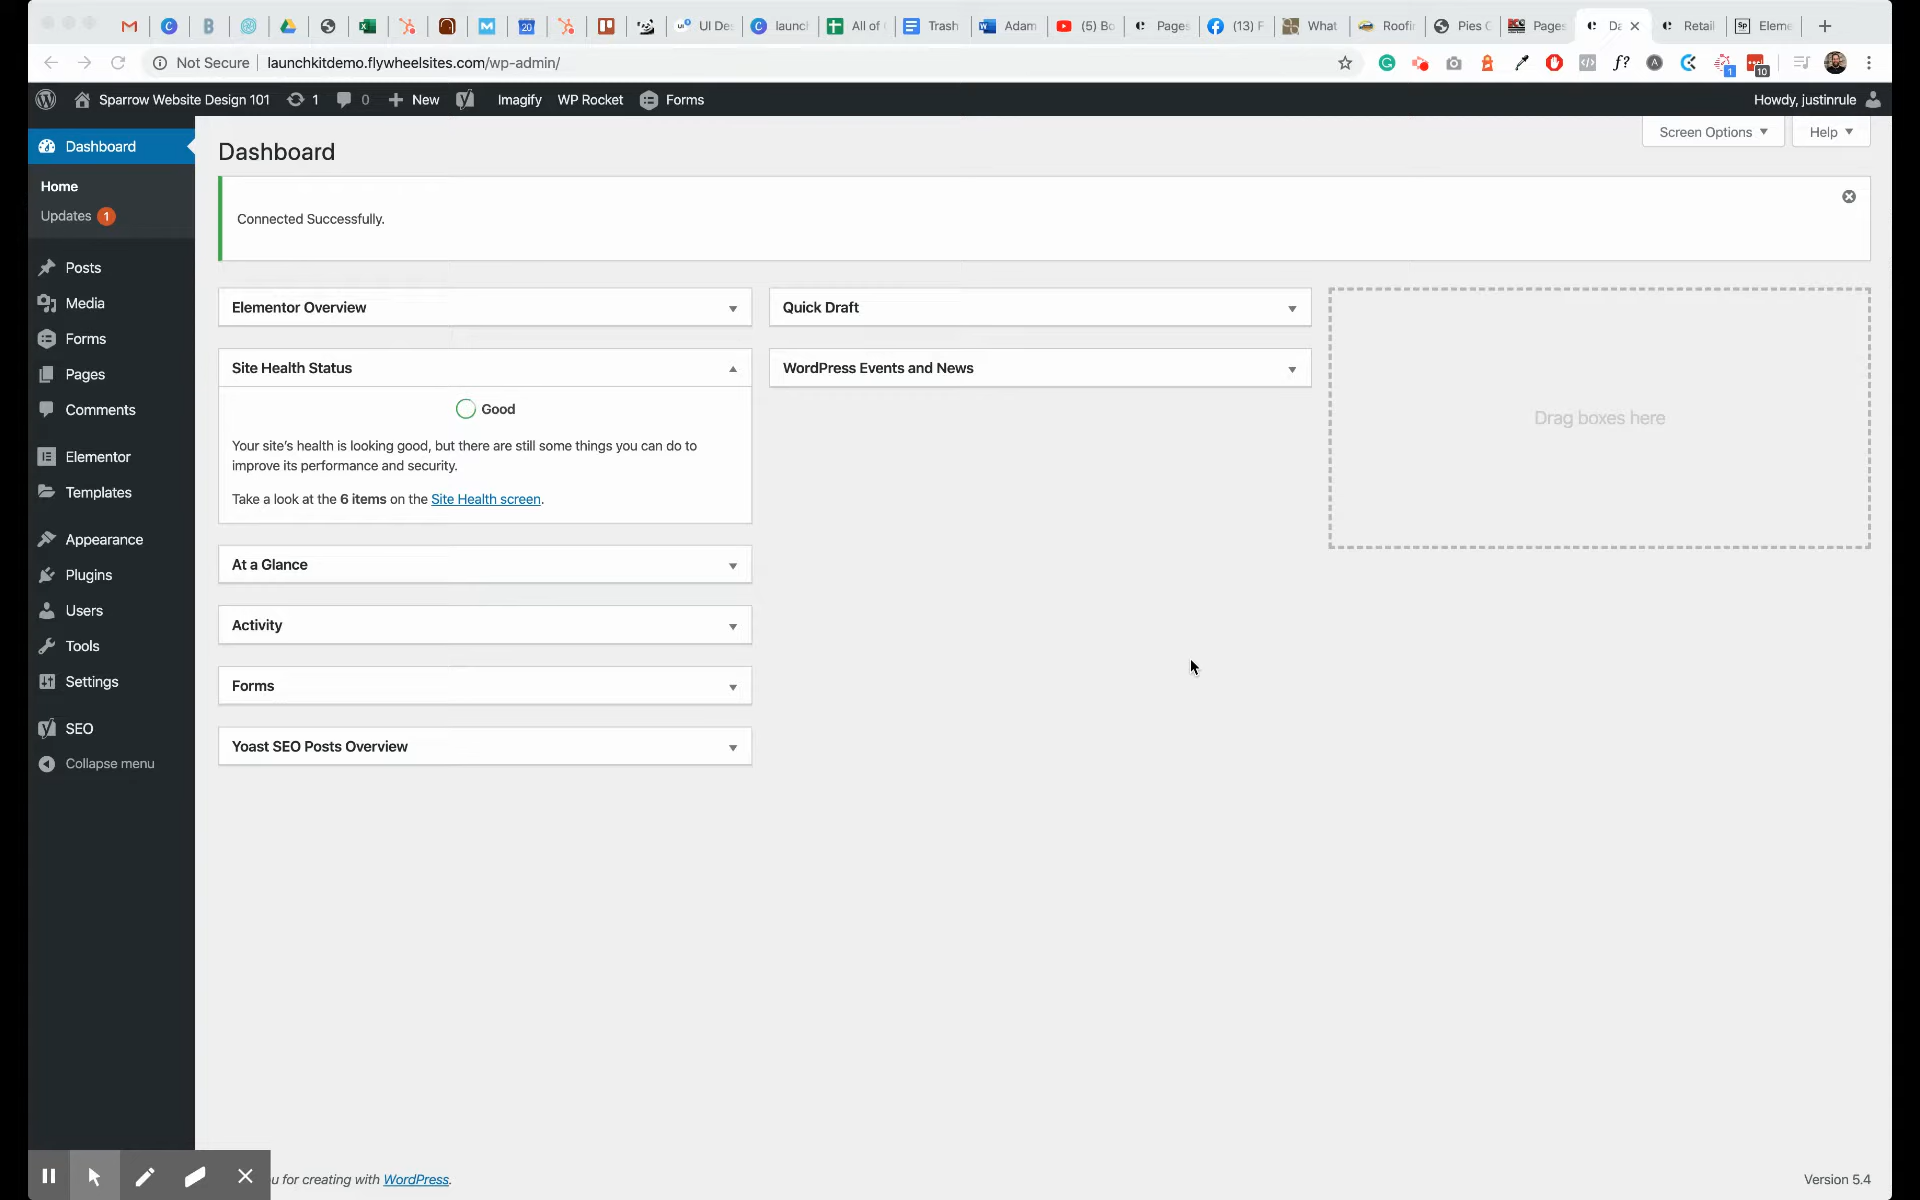 UI Des
launc
All of
Trash
Adam
(5) Bo
Pages
(13) F
What
Roofi
Pies C
Pages
Da
Retail
Eleme
Not Secure
launchkitdemo.flywheelsites.com/wp-admin/
1
10
Sparrow Website Design 101
1
0
New
Imagify
WP Rocket
Forms
Howdy, justinrule
Dashboard
Home
Updates 1
Posts
Media
Forms
Pages
Comments
Elementor
Templates
Appearance
Plugins
Users
Tools
Settings
SEO
Collapse menu
Screen Options
Help
Dashboard
Connected Successfully.
Elementor Overview
Site Health Status
Good
Your site's health is looking good, but there are still some things you can do to
improve its performance and security.
Take a look at the 6 items on the Site Health screen.
At a Glance
Activity
Forms
Yoast SEO Posts Overview
Quick Draft
WordPress Events and News
Drag boxes here
u for creating with WordPress.
Version 5.4